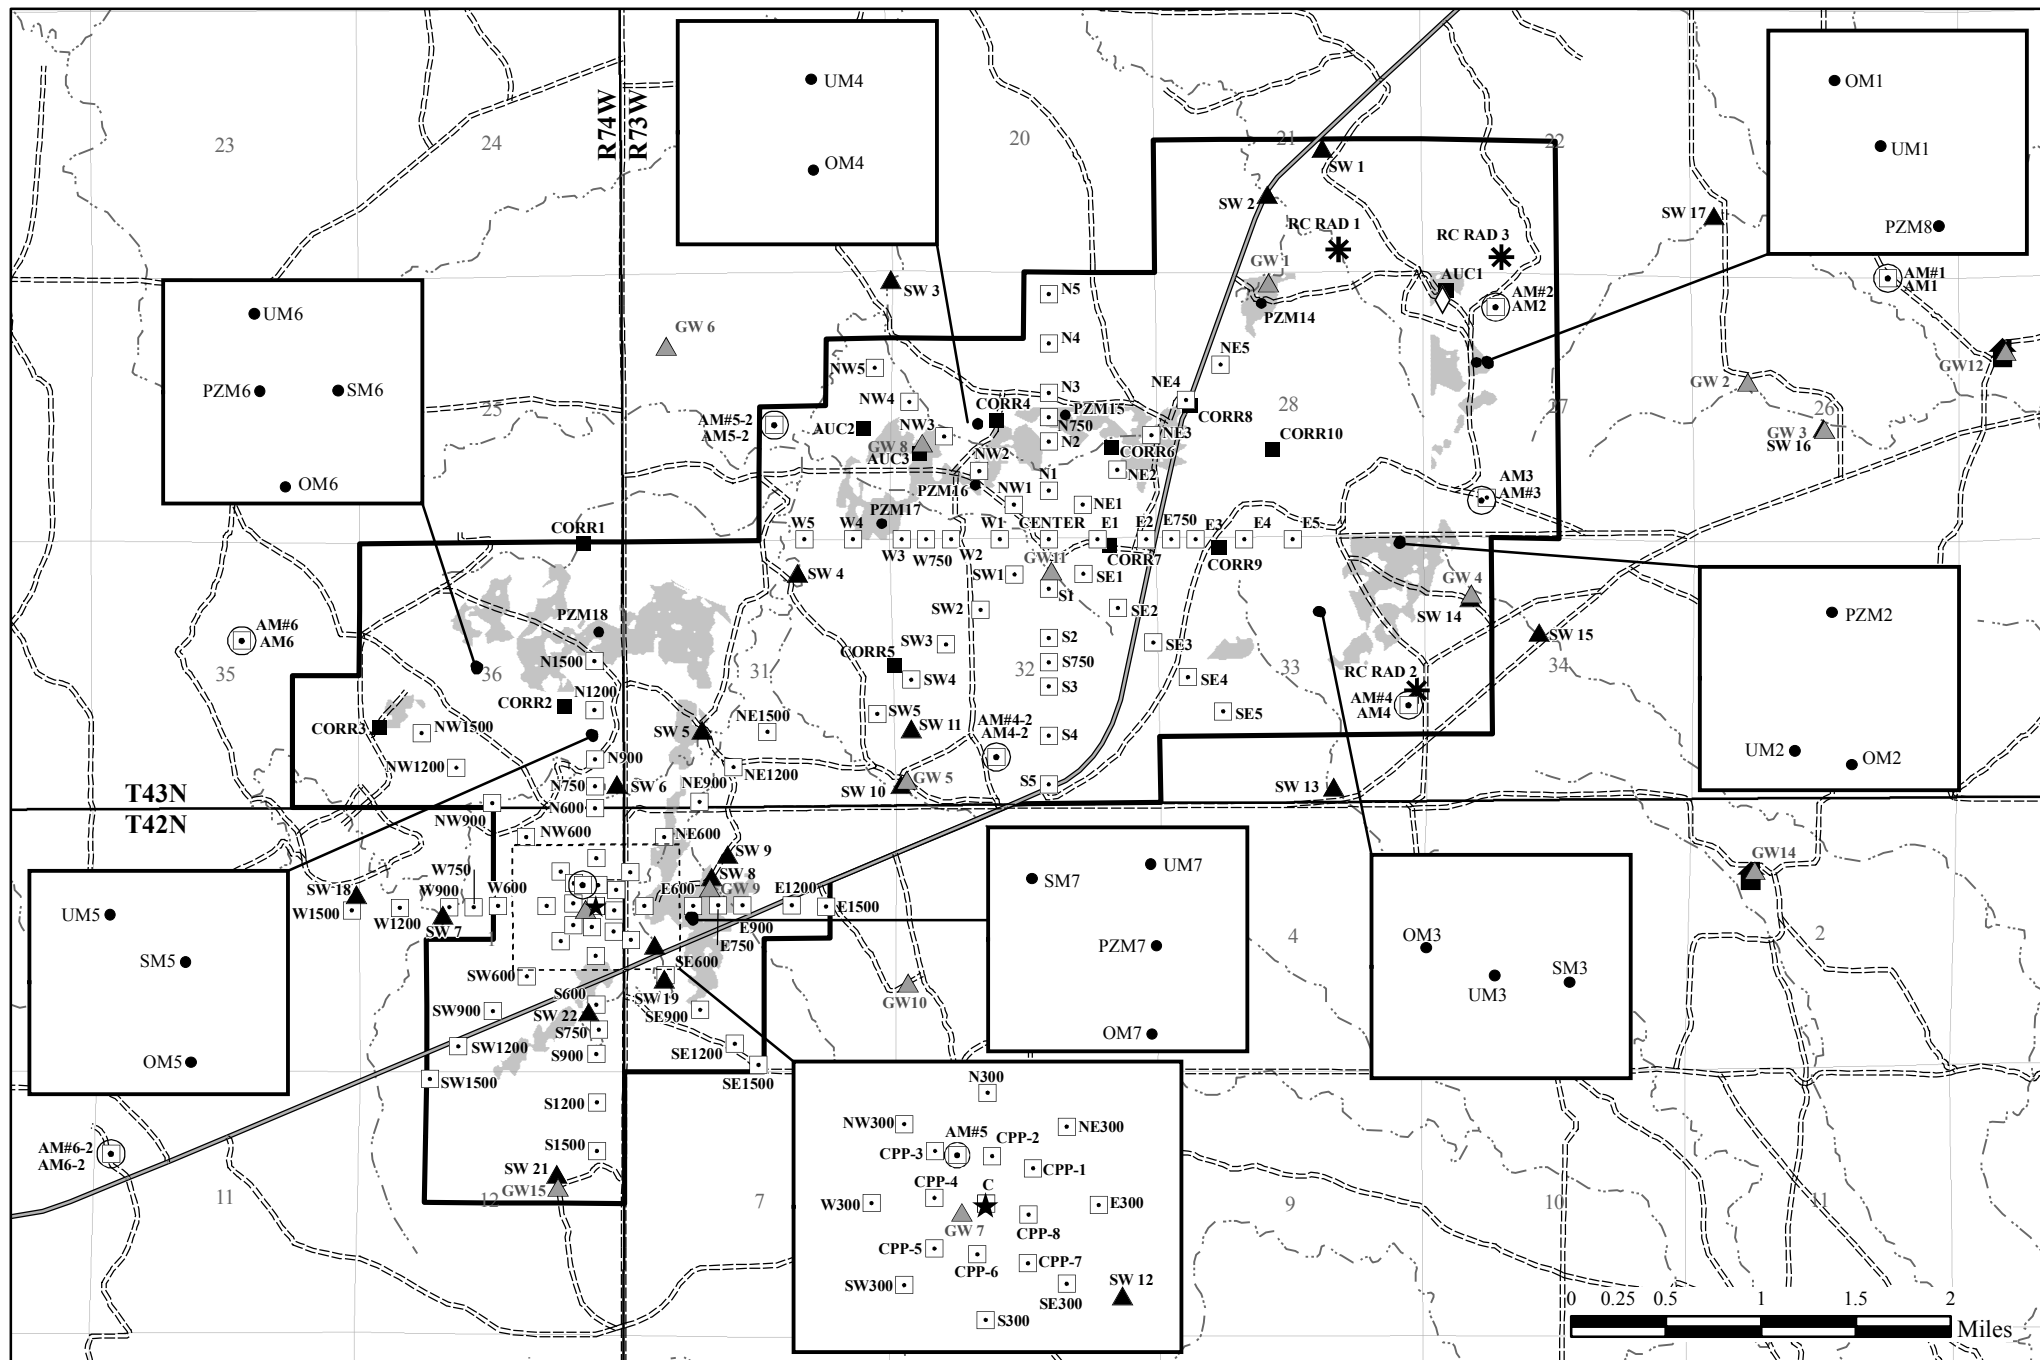 UM4
OM4
OM1
UM1
PZM8
R74W
R73W
23
24
20
21
22
SW 1
SW 2
SW 17
RC RAD 1
RC RAD 3
GW 1
AUC1
AM#1
AM1
AM#2
AM2
PZM14
SW 3
N5
UM6
PZM6
SM6
OM6
GW 6
N4
NE5
GW12
NW5
NE4
GW 2
N3
NW4
CORR4
PZM15
CORR8
25
28
27
26
AM#5-2
AM5-2
AUC2
NW3
N750
NE3
GW 3
SW 16
GW 8
AUC3
N2
CORR6
CORR10
NW2
NE2
PZM16
N1
AM3
AM#3
NW1
NE1
PZM17
CORR1
W5
W4
W1
CENTER
E1
E2
E750
E3
E4
E5
W3
W750
W2
GW11
CORR7
CORR9
SW 4
SW1
SE1
GW 4
S1
SW2
SE2
SW 14
PZM2
UM2
OM2
PZM18
AM#6
AM6
SW3
S2
SE3
SW 15
N1500
CORR5
S750
35
36
31
32
33
34
SW4
S3
SE4
RC RAD 2
N1200
CORR2
AM#4
AM4
SW5
SE5
CORR3
NW1500
SW 5
NE1500
SW 11
AM#4-2
AM4-2
S4
N900
NW1200
NE1200
N750
SW 6
NE900
GW 5
SW 10
S5
SW 13
T43N
N600
T42N
NW900
NW600
NE600
SW 9
GW14
W750
SW 8
SW 18
W900
W600
E600
GW 9
E1200
W1500
W1200
E1500
SW 7
E900
E750
1
4
2
UM5
SM5
OM5
SM7
UM7
PZM7
OM7
OM3
UM3
SM3
SE600
SW600
GW10
S600
SW 19
SW900
SW 22
SE900
S750
SW1200
S900
SE1200
SE1500
SW1500
S1200
N300
AM#6-2
AM6-2
S1500
NW300
AM#5
CPP-2
NE300
CPP-3
CPP-1
SW 21
GW15
11
12
7
9
10
11
CPP-4
C
W300
E300
GW 7
CPP-8
CPP-5
CPP-6
CPP-7
SW300
SE300
SW 12
S300
0 0.25 0.5 1 1.5 2
Miles